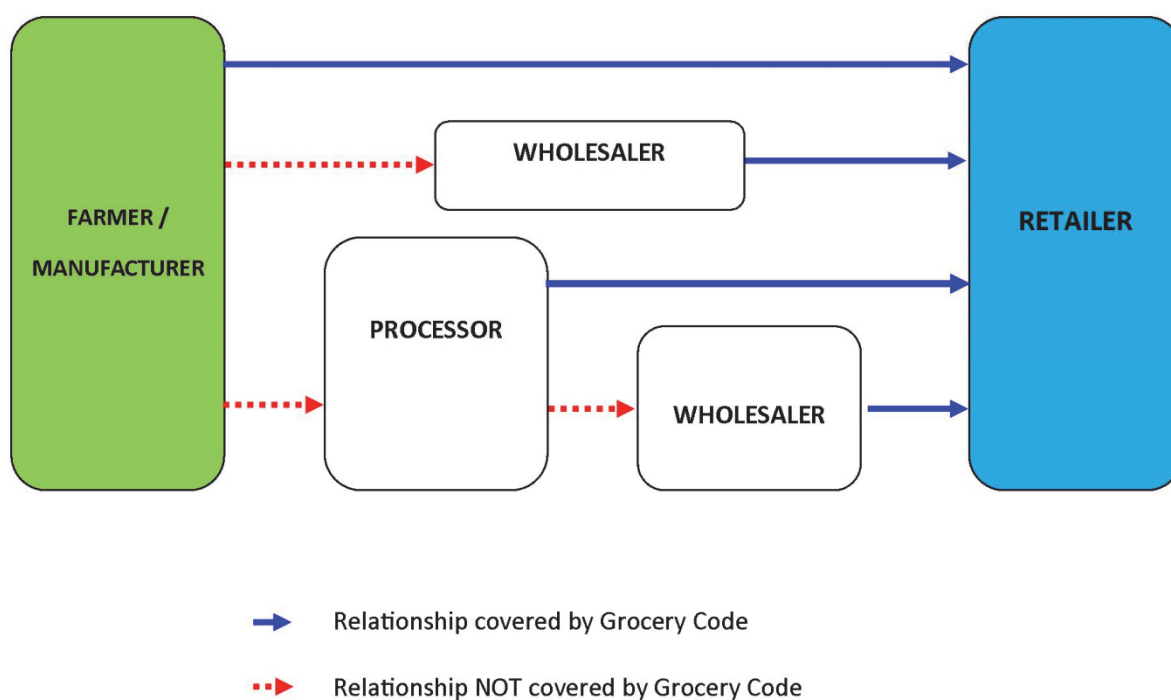 WHOLESALER
FARMER /
MANUFACTURER
RETAILER
PROCESSOR
WHOLESALER
Relationship covered by Grocery Code
Relationship NOT covered by Grocery Code